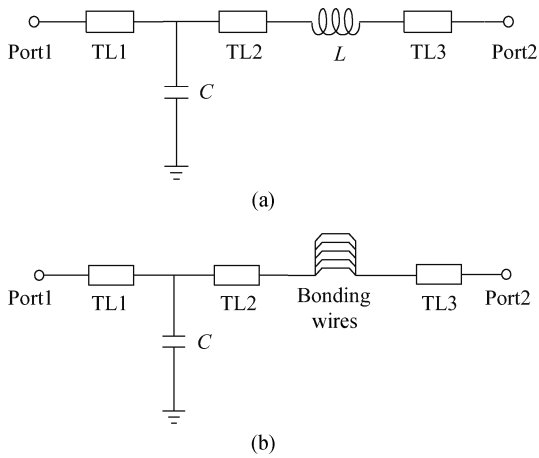 Port1 TL1 TL2 L TL3 Port2
C
(a)
Port1 TL1 TL2 Bonding wires TL3 Port2
C
(b)